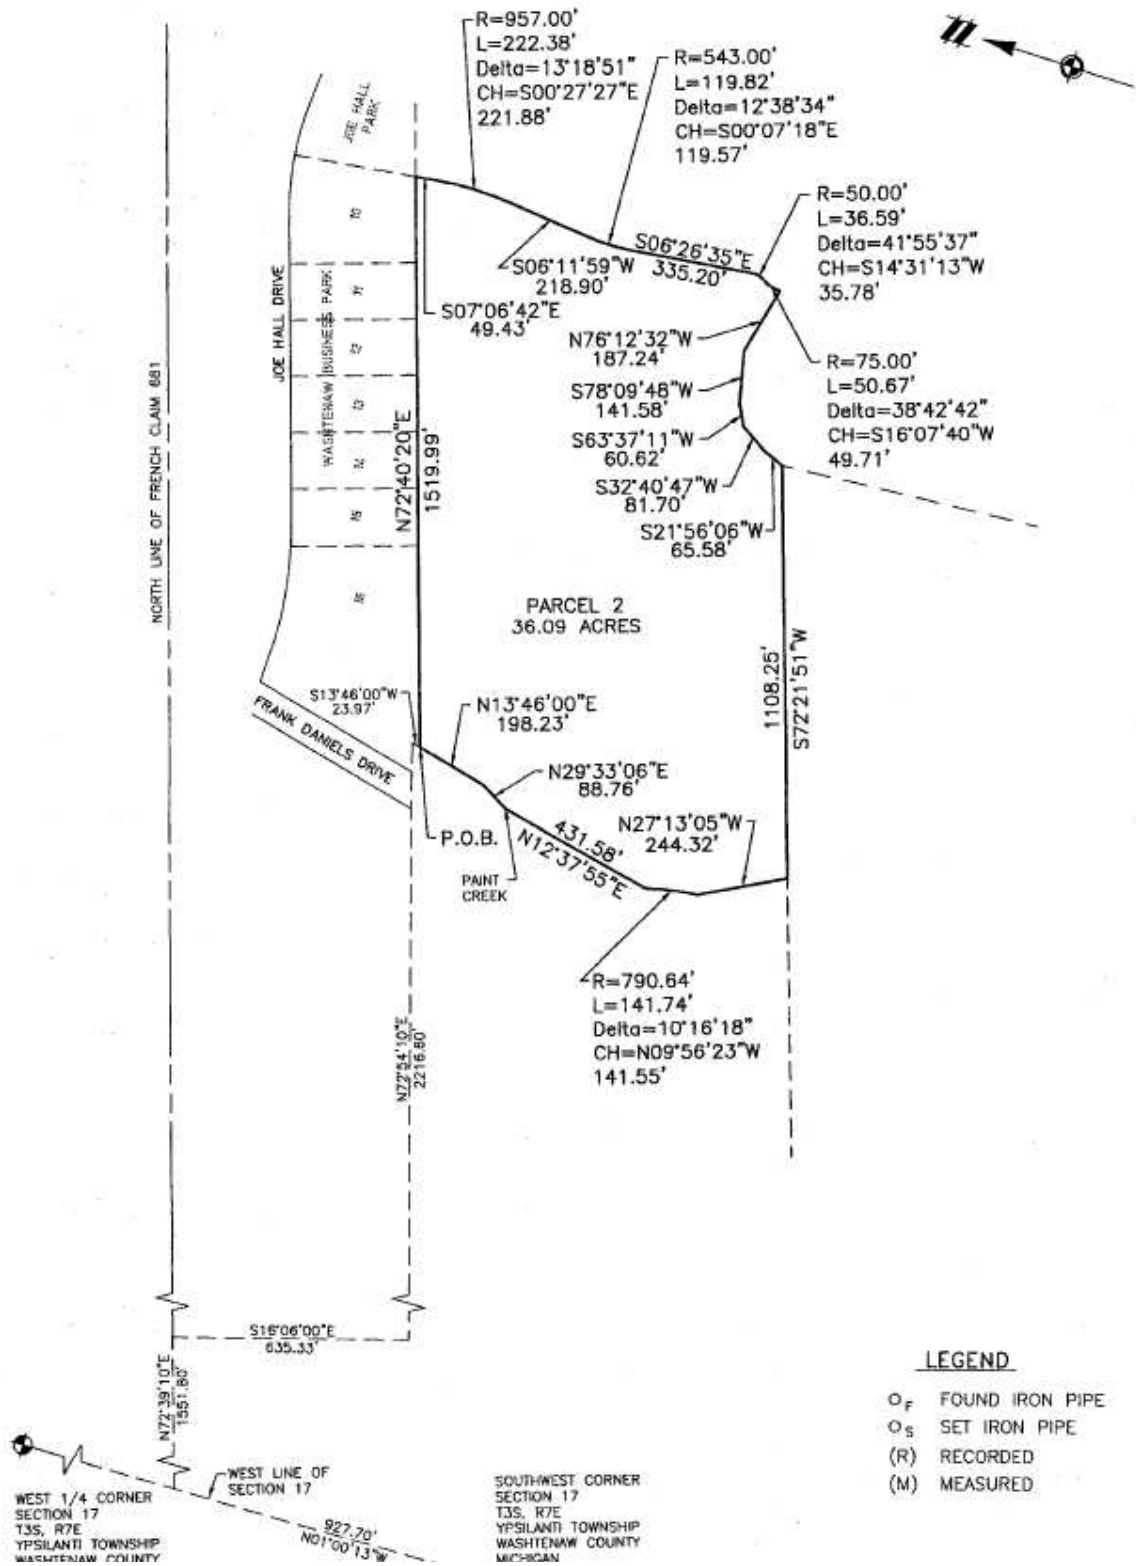 R=957.00'
L=222.38'
Delta=13°18'51"
CH=S00°27'27"E
221.88'
R=543.00'
L=119.82'
Delta=12°38'34"
CH=S00°07'18"E
119.57'
JOE HALL
PARK
R=50.00'
L=36.59'
Delta=41°55'37"
CH=S14°31'13"W
35.78'
10
S06°26'35"E
335.20'
S06°11'59"W
218.90'
S07°06'42"E
49.43'
11
12
13
14
15
16
JOE HALL DRIVE
WASHTENAW BUSINESS PARK
NORTH LINE OF FRENCH CLAIM 681
N72°40'20"E
1519.99'
N76°12'32"W
187.24'
S78°09'48"W
141.58'
S63°37'11"W
60.62'
S32°40'47"W
81.70'
S21°56'06"W
65.58'
R=75.00'
L=50.67'
Delta=38°42'42"
CH=S16°07'40"W
49.71'
PARCEL 2
36.09 ACRES
1108.25'
S72°21'51"W
S13°46'00"W
23.97'
FRANK DANIELS DRIVE
N13°46'00"E
198.23'
N29°33'06"E
88.76'
P.O.B.
PAINT
CREEK
431.58'
N12°37'55"E
N27°13'05"W
244.32'
R=790.64'
L=141.74'
Delta=10°16'18"
CH=N09°56'23"W
141.55'
N72°54'10"E
2216.80'
S16°06'00"E
635.33'
N72°39'10"E
1551.80'
LEGEND
O F FOUND IRON PIPE
O S SET IRON PIPE
(R) RECORDED
(M) MEASURED
WEST LINE OF
SECTION 17
WEST 1/4 CORNER
SECTION 17
T3S, R7E
YPSILANTI TOWNSHIP
WASHTENAW COUNTY
927.70'
N01°00'13"W
SOUTHWEST CORNER
SECTION 17
T3S, R7E
YPSILANTI TOWNSHIP
WASHTENAW COUNTY
MICHIGAN